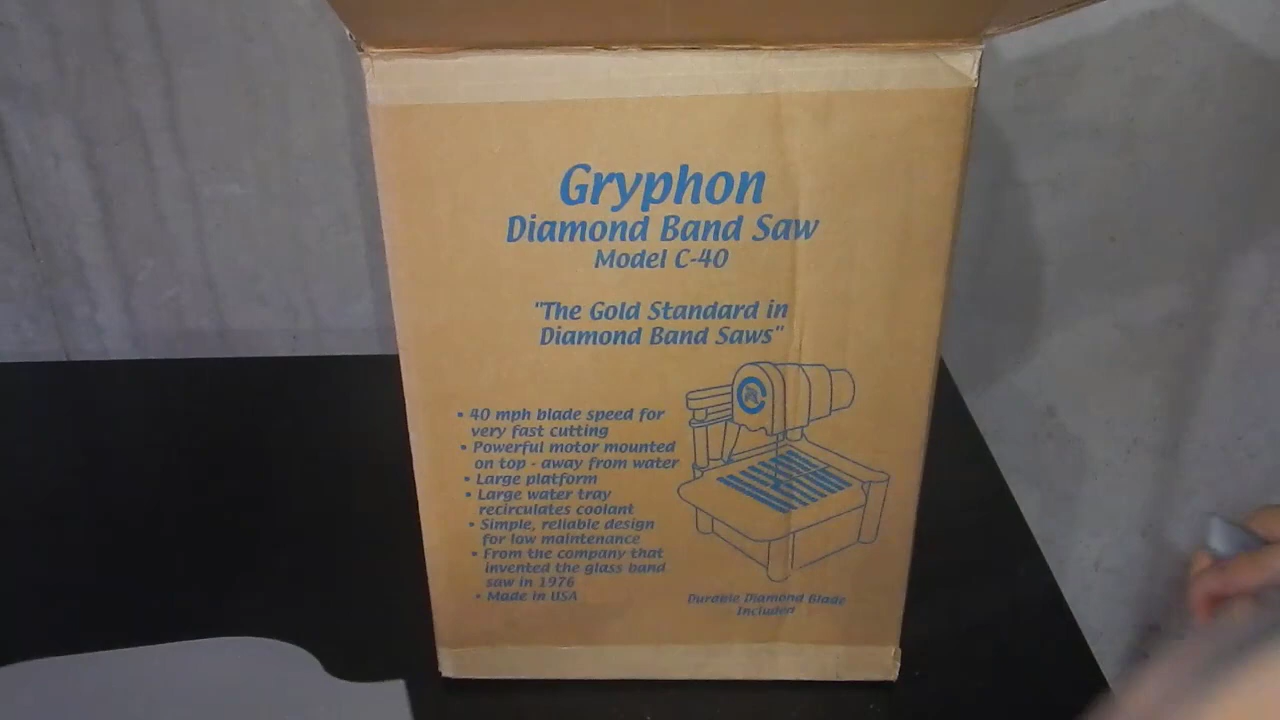 Gryphon
Diamond Band Saw
Model C-40
"The Gold Standard in
Diamond Band Saws"
• 40 mph blade speed for
very fast cutting
• Powerful motor mounted
on top - away from water
• Large platform
• Large water tray
recirculates coolant
• Simple, reliable design
for low maintenance
• From the company that
invented the glass band
saw in 1976
• Made in USA
Durable Diamond Blade
Included